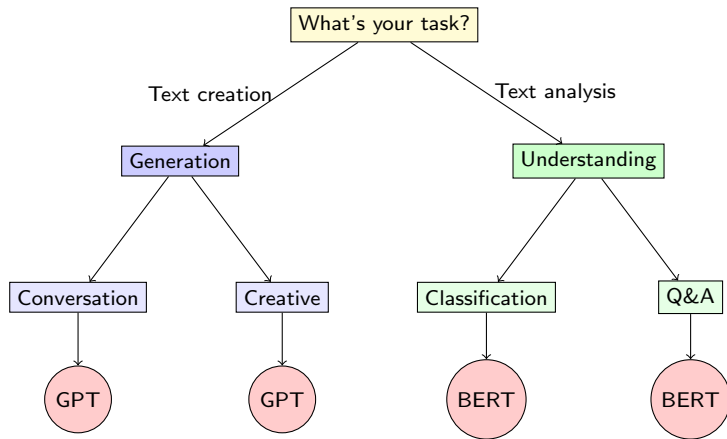 What's your task?
Text creation
Text analysis
Generation
Understanding
Conversation
Creative
Classification
Q&A
GPT
GPT
BERT
BERT